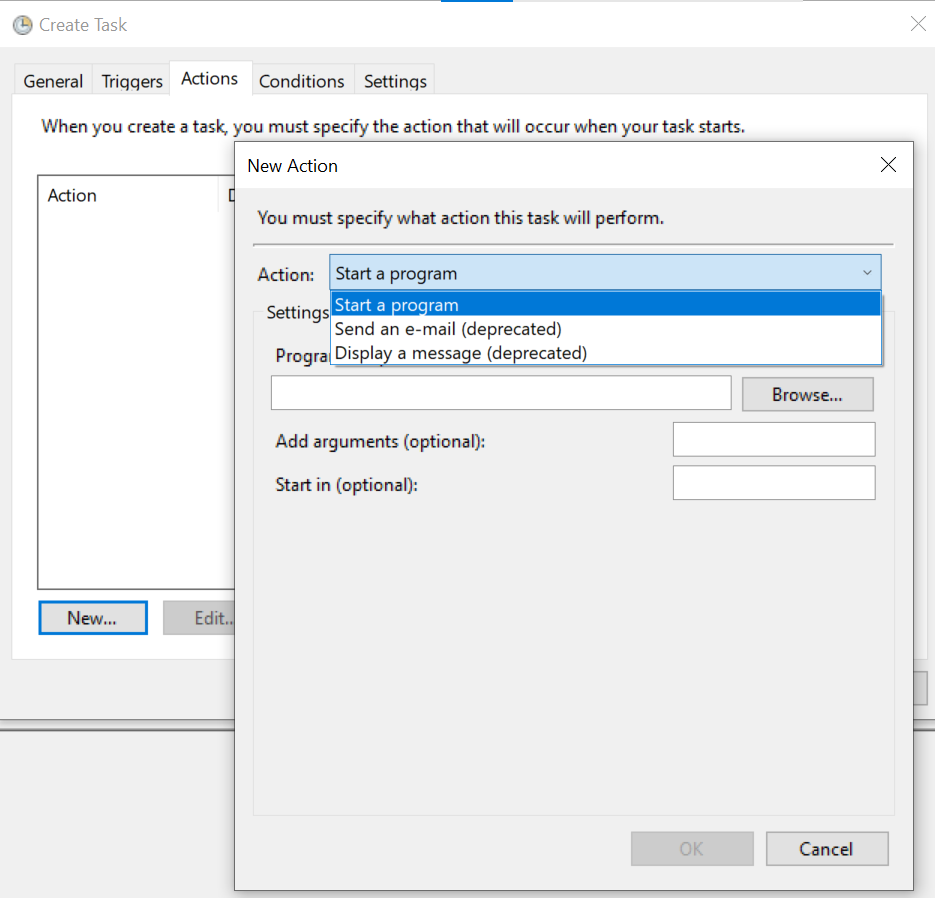 Create Task
General Triggers Actions Conditions Settings
When you create a task, you must specify the action that will occur when your task starts.
Action
New... Edit..
New Action
You must specify what action this task will perform.
Action: Start a program
Start a program
Send an e-mail (deprecated)
Display a message (deprecated)
Settings
Browse...
Add arguments (optional):
Start in (optional):
OK Cancel